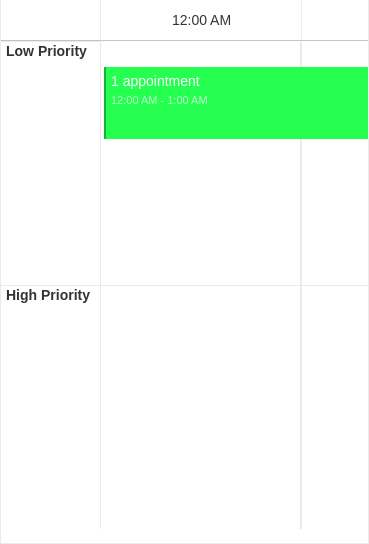 12:00 AM
Low Priority
1 appointment
12:00 AM - 1:00 AM
High Priority